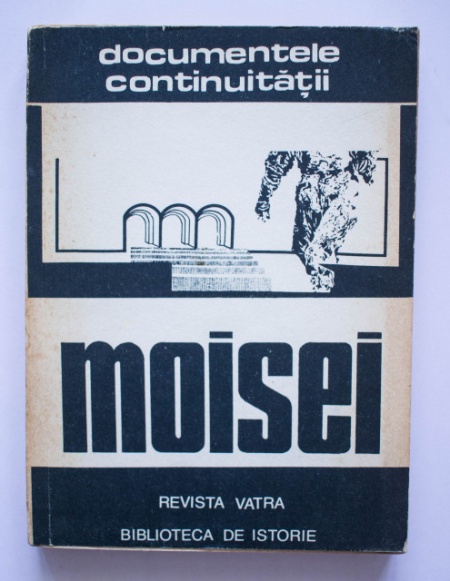 documentele
continuității
moisei
REVISTA VATRA
BIBLIOTECA DE ISTORIE